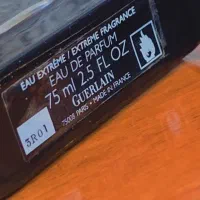 EAU EXTRÊME / EXTREME FRAGRANCE
EAU DE PARFUM
75 ml 2.5 FL OZ
GUERLAIN
75008 PARIS • MADE IN FRANCE
3R01